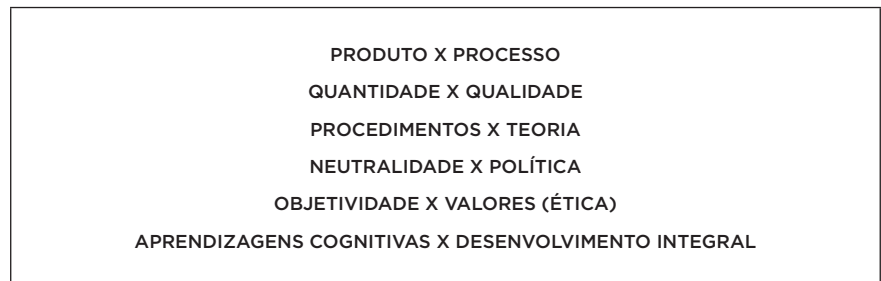 PRODUTO X PROCESSO
QUANTIDADE X QUALIDADE
PROCEDIMENTOS X TEORIA
NEUTRALIDADE X POLÍTICA
OBJETIVIDADE X VALORES (ÉTICA)
APRENDIZAGENS COGNITIVAS X DESENVOLVIMENTO INTEGRAL